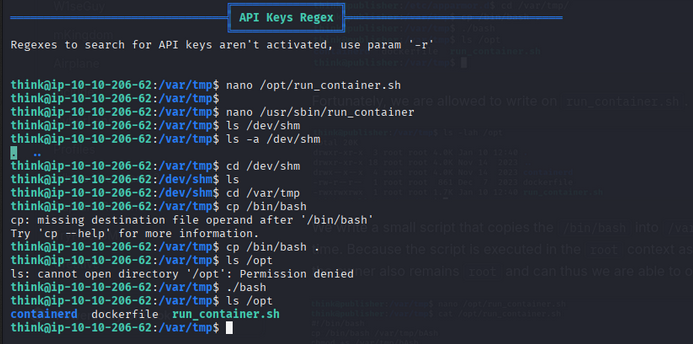 API Keys Regex
Regexes to search for API keys aren't activated, use param '-r'
think@ip-10-10-206-62:/var/tmp$ nano /opt/run_container.sh
think@ip-10-10-206-62:/var/tmp$
think@ip-10-10-206-62:/var/tmp$ nano /usr/sbin/run_container
think@ip-10-10-206-62:/var/tmp$ ls /dev/shm
think@ip-10-10-206-62:/var/tmp$ ls -a /dev/shm
.  ..
think@ip-10-10-206-62:/var/tmp$ cd /dev/shm
think@ip-10-10-206-62:/dev/shm$ ls
think@ip-10-10-206-62:/dev/shm$ cd /var/tmp
think@ip-10-10-206-62:/var/tmp$ cp /bin/bash
cp: missing destination file operand after '/bin/bash'
Try 'cp --help' for more information.
think@ip-10-10-206-62:/var/tmp$ cp /bin/bash .
think@ip-10-10-206-62:/var/tmp$ ls /opt
ls: cannot open directory '/opt': Permission denied
think@ip-10-10-206-62:/var/tmp$ ./bash
think@ip-10-10-206-62:/var/tmp$ ls /opt
containerd  dockerfile  run_container.sh
think@ip-10-10-206-62:/var/tmp$